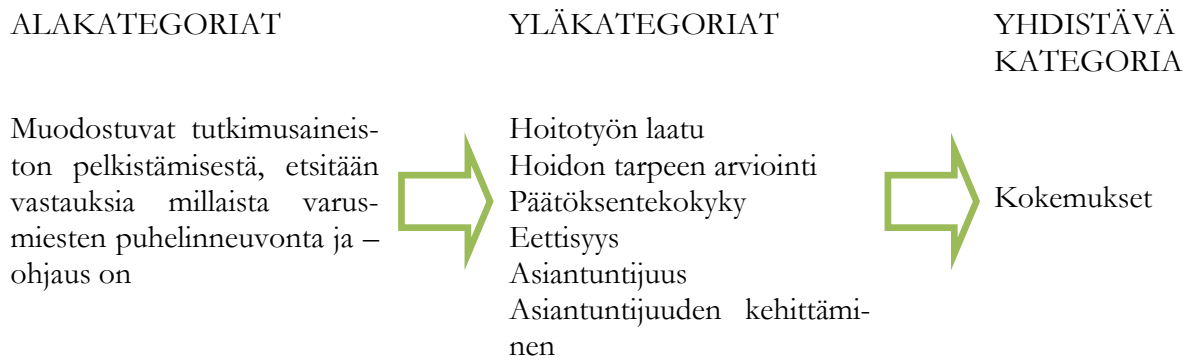 ALAKATEGORIAT
YLÄKATEGORIAT
YHDISTÄVÄ
KATEGORIA
Muodostuvat tutkimusaineis-
ton pelkistämisestä, etsitään
vastauksia millaista varus-
miesten puhelinneuvonta ja –
ohjaus on
Hoitotyön laatu
Hoidon tarpeen arviointi
Päätöksentekokyky
Eettisyys
Asiantuntijuus
Asiantuntijuuden kehittämi-
nen
Kokemukset